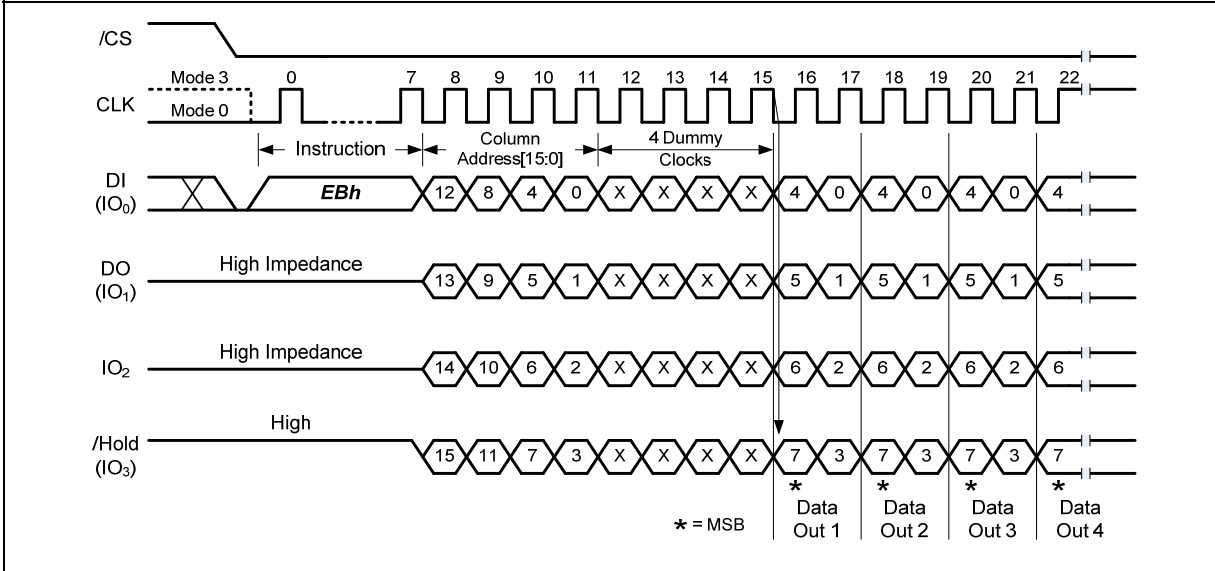 /CS
Mode 3 0 7 8 9 10 11 12 13 14 15 16 17 18 19 20 21 22
CLK
Mode 0
Instruction Column Address[15:0] 4 Dummy Clocks
DI (IO0) EBh 12 8 4 0 X X X X 4 0 4 0 4 0 4
DO (IO1) High Impedance 13 9 5 1 X X X X 5 1 5 1 5 1 5
IO2 High Impedance 14 10 6 2 X X X X 6 2 6 2 6 2 6
/Hold (IO3) High 15 11 7 3 X X X X 7 3 7 3 7 3 7
* * * *
* = MSB
Data Out 1 Data Out 2 Data Out 3 Data Out 4